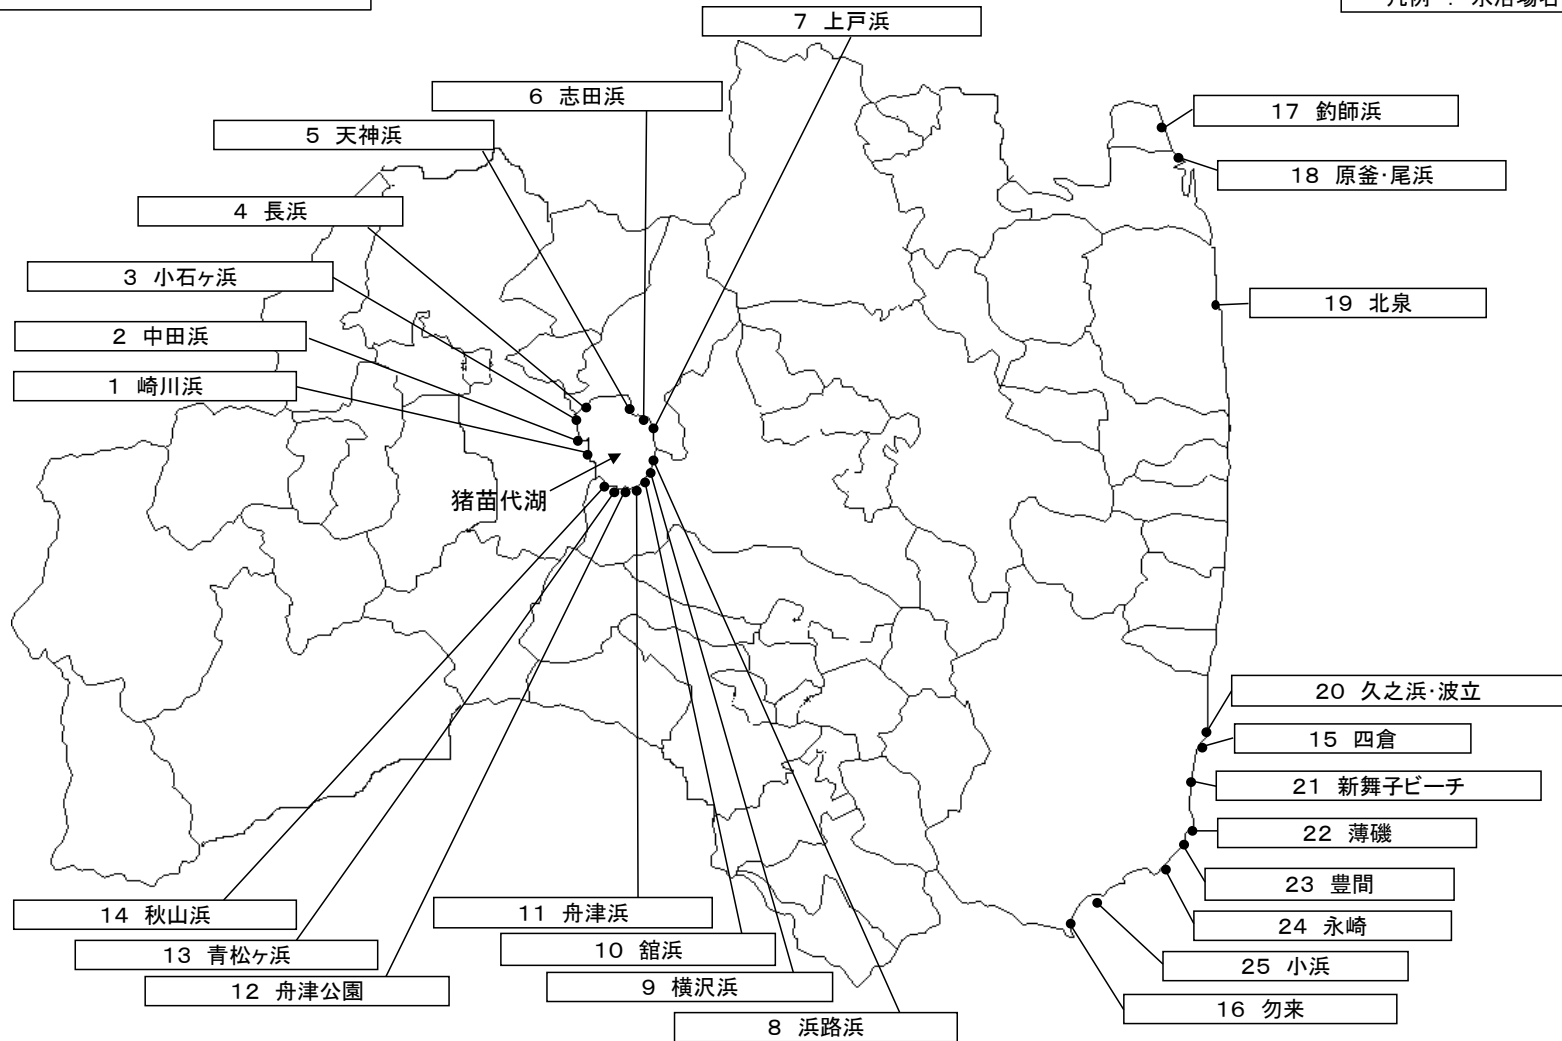 7 上戸浜
6 志田浜
5 天神浜
17 釣師浜
18 原釜・尾浜
4 長浜
3 小石ヶ浜
19 北泉
2 中田浜
1 崎川浜
猪苗代湖
20 久之浜・波立
15 四倉
21 新舞子ビーチ
22 薄磯
23 豊間
14 秋山浜
11 舟津浜
24 永崎
13 青松ヶ浜
10 舘浜
25 小浜
12 舟津公園
9 横沢浜
16 勿来
8 浜路浜